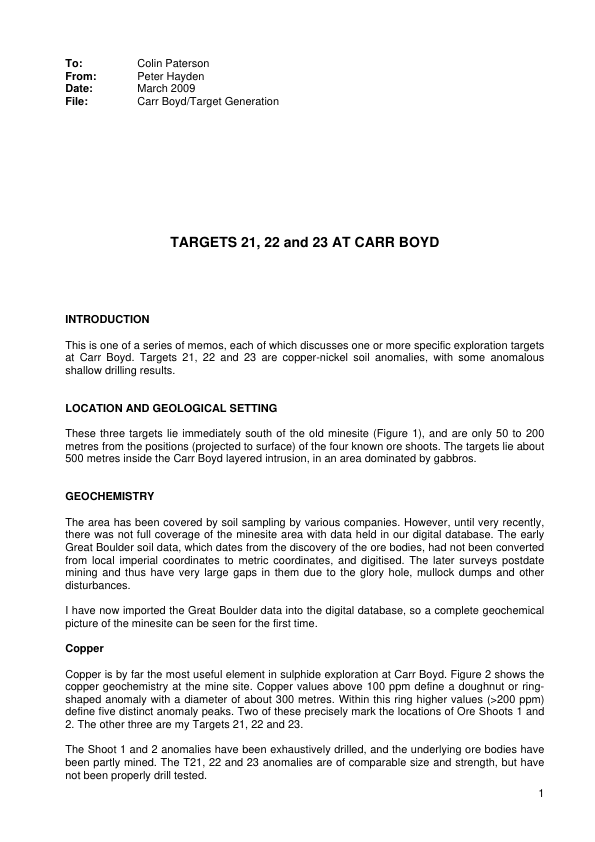 To: Colin Paterson
From: Peter Hayden
Date: March 2009
File: Carr Boyd/Target Generation
TARGETS 21, 22 and 23 AT CARR BOYD
INTRODUCTION
This is one of a series of memos, each of which discusses one or more specific exploration targets
at Carr Boyd. Targets 21, 22 and 23 are copper-nickel soil anomalies, with some anomalous
shallow drilling results.
LOCATION AND GEOLOGICAL SETTING
These three targets lie immediately south of the old minesite (Figure 1), and are only 50 to 200
metres from the positions (projected to surface) of the four known ore shoots. The targets lie about
500 metres inside the Carr Boyd layered intrusion, in an area dominated by gabbros.
GEOCHEMISTRY
The area has been covered by soil sampling by various companies. However, until very recently,
there was not full coverage of the minesite area with data held in our digital database. The early
Great Boulder soil data, which dates from the discovery of the ore bodies, had not been converted
from local imperial coordinates to metric coordinates, and digitised. The later surveys postdate
mining and thus have very large gaps in them due to the glory hole, mullock dumps and other
disturbances.
I have now imported the Great Boulder data into the digital database, so a complete geochemical
picture of the minesite can be seen for the first time.
Copper
Copper is by far the most useful element in sulphide exploration at Carr Boyd. Figure 2 shows the
copper geochemistry at the mine site. Copper values above 100 ppm define a doughnut or ring-
shaped anomaly with a diameter of about 300 metres. Within this ring higher values (>200 ppm)
define five distinct anomaly peaks. Two of these precisely mark the locations of Ore Shoots 1 and
2. The other three are my Targets 21, 22 and 23.
The Shoot 1 and 2 anomalies have been exhaustively drilled, and the underlying ore bodies have
been partly mined. The T21, 22 and 23 anomalies are of comparable size and strength, but have
not been properly drill tested.
1